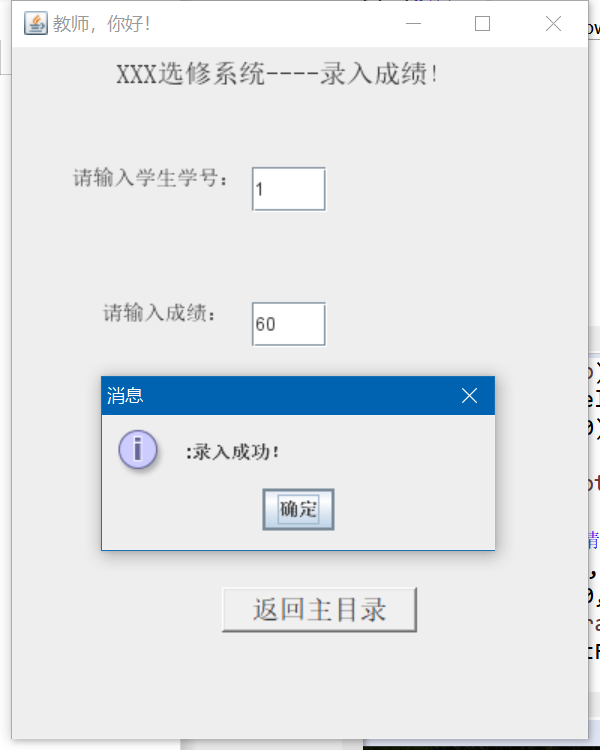 教师，你好！
XXX选修系统----录入成绩！
请输入学生学号：
1
请输入成绩：
60
消息
:录入成功！
确定
返回主目录